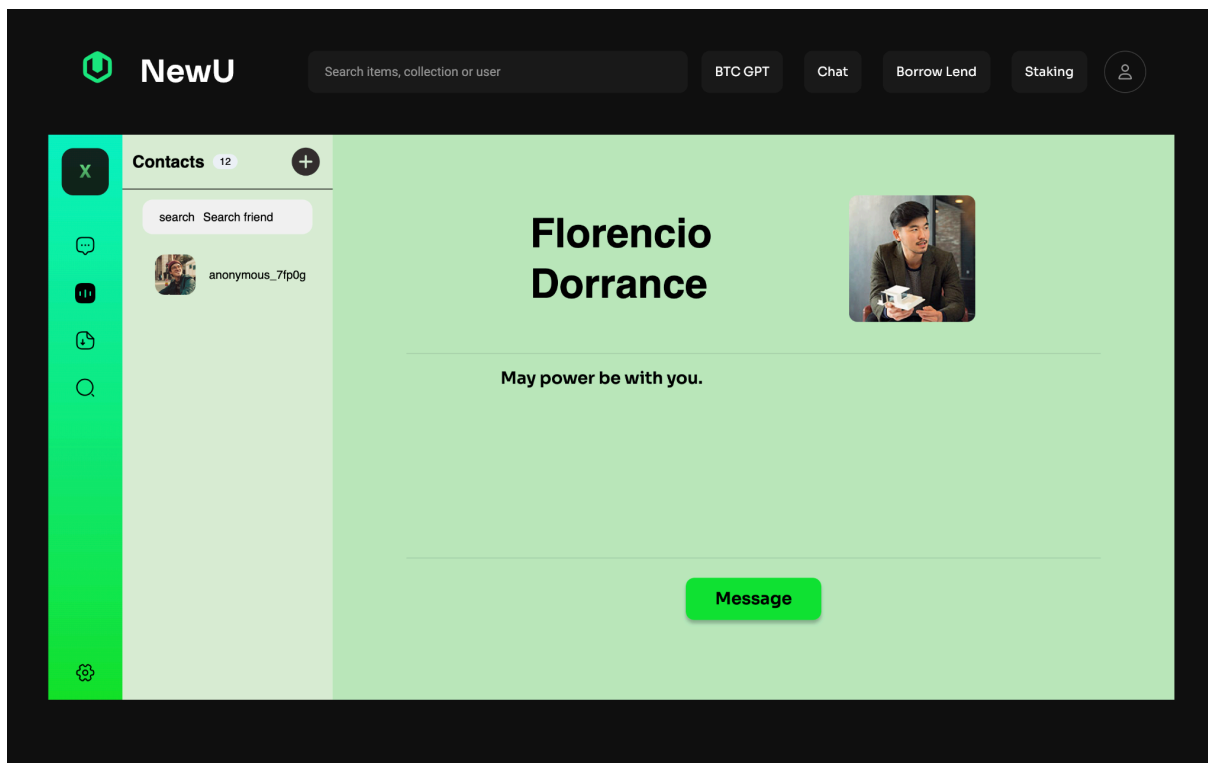 NewU
Search items, collection or user
BTC GPT
Chat
Borrow Lend
Staking
X
Contacts 12
search Search friend
anonymous_7fp0g
Florencio
Dorrance
May power be with you.
Message